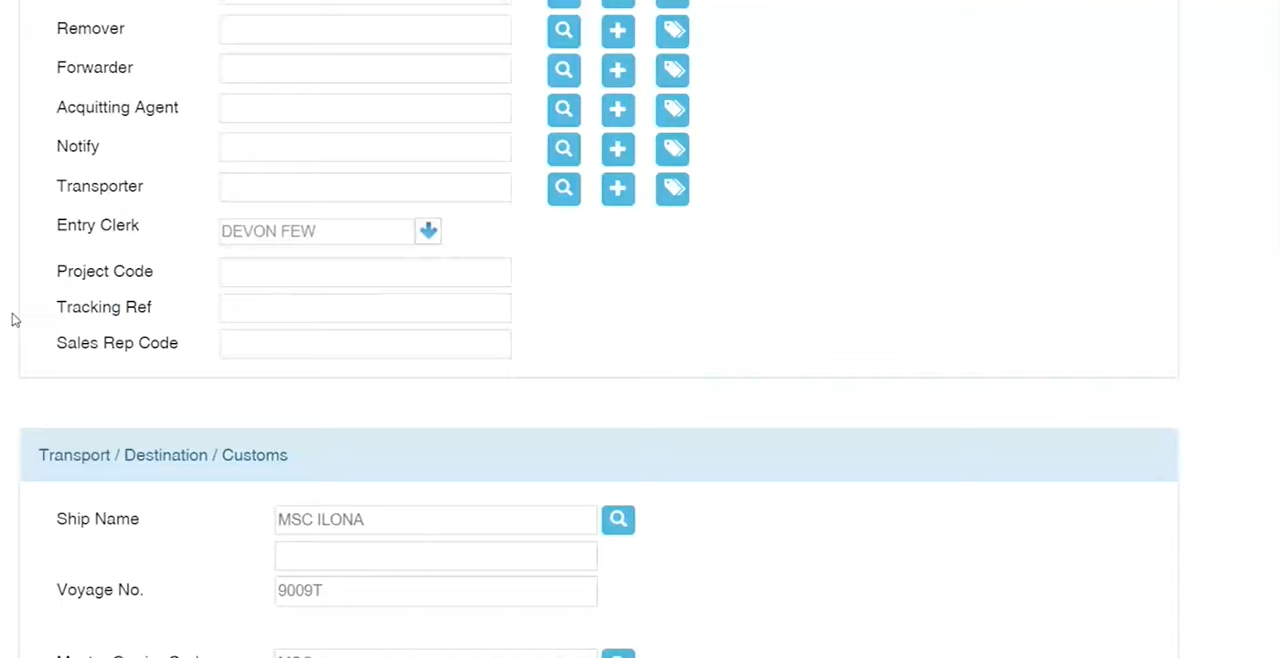 Remover
Forwarder
Acquitting Agent
Notify
Transporter
Entry Clerk DEVON FEW
Project Code
Tracking Ref
Sales Rep Code
Transport / Destination / Customs
Ship Name MSC ILONA
Voyage No. 9009T